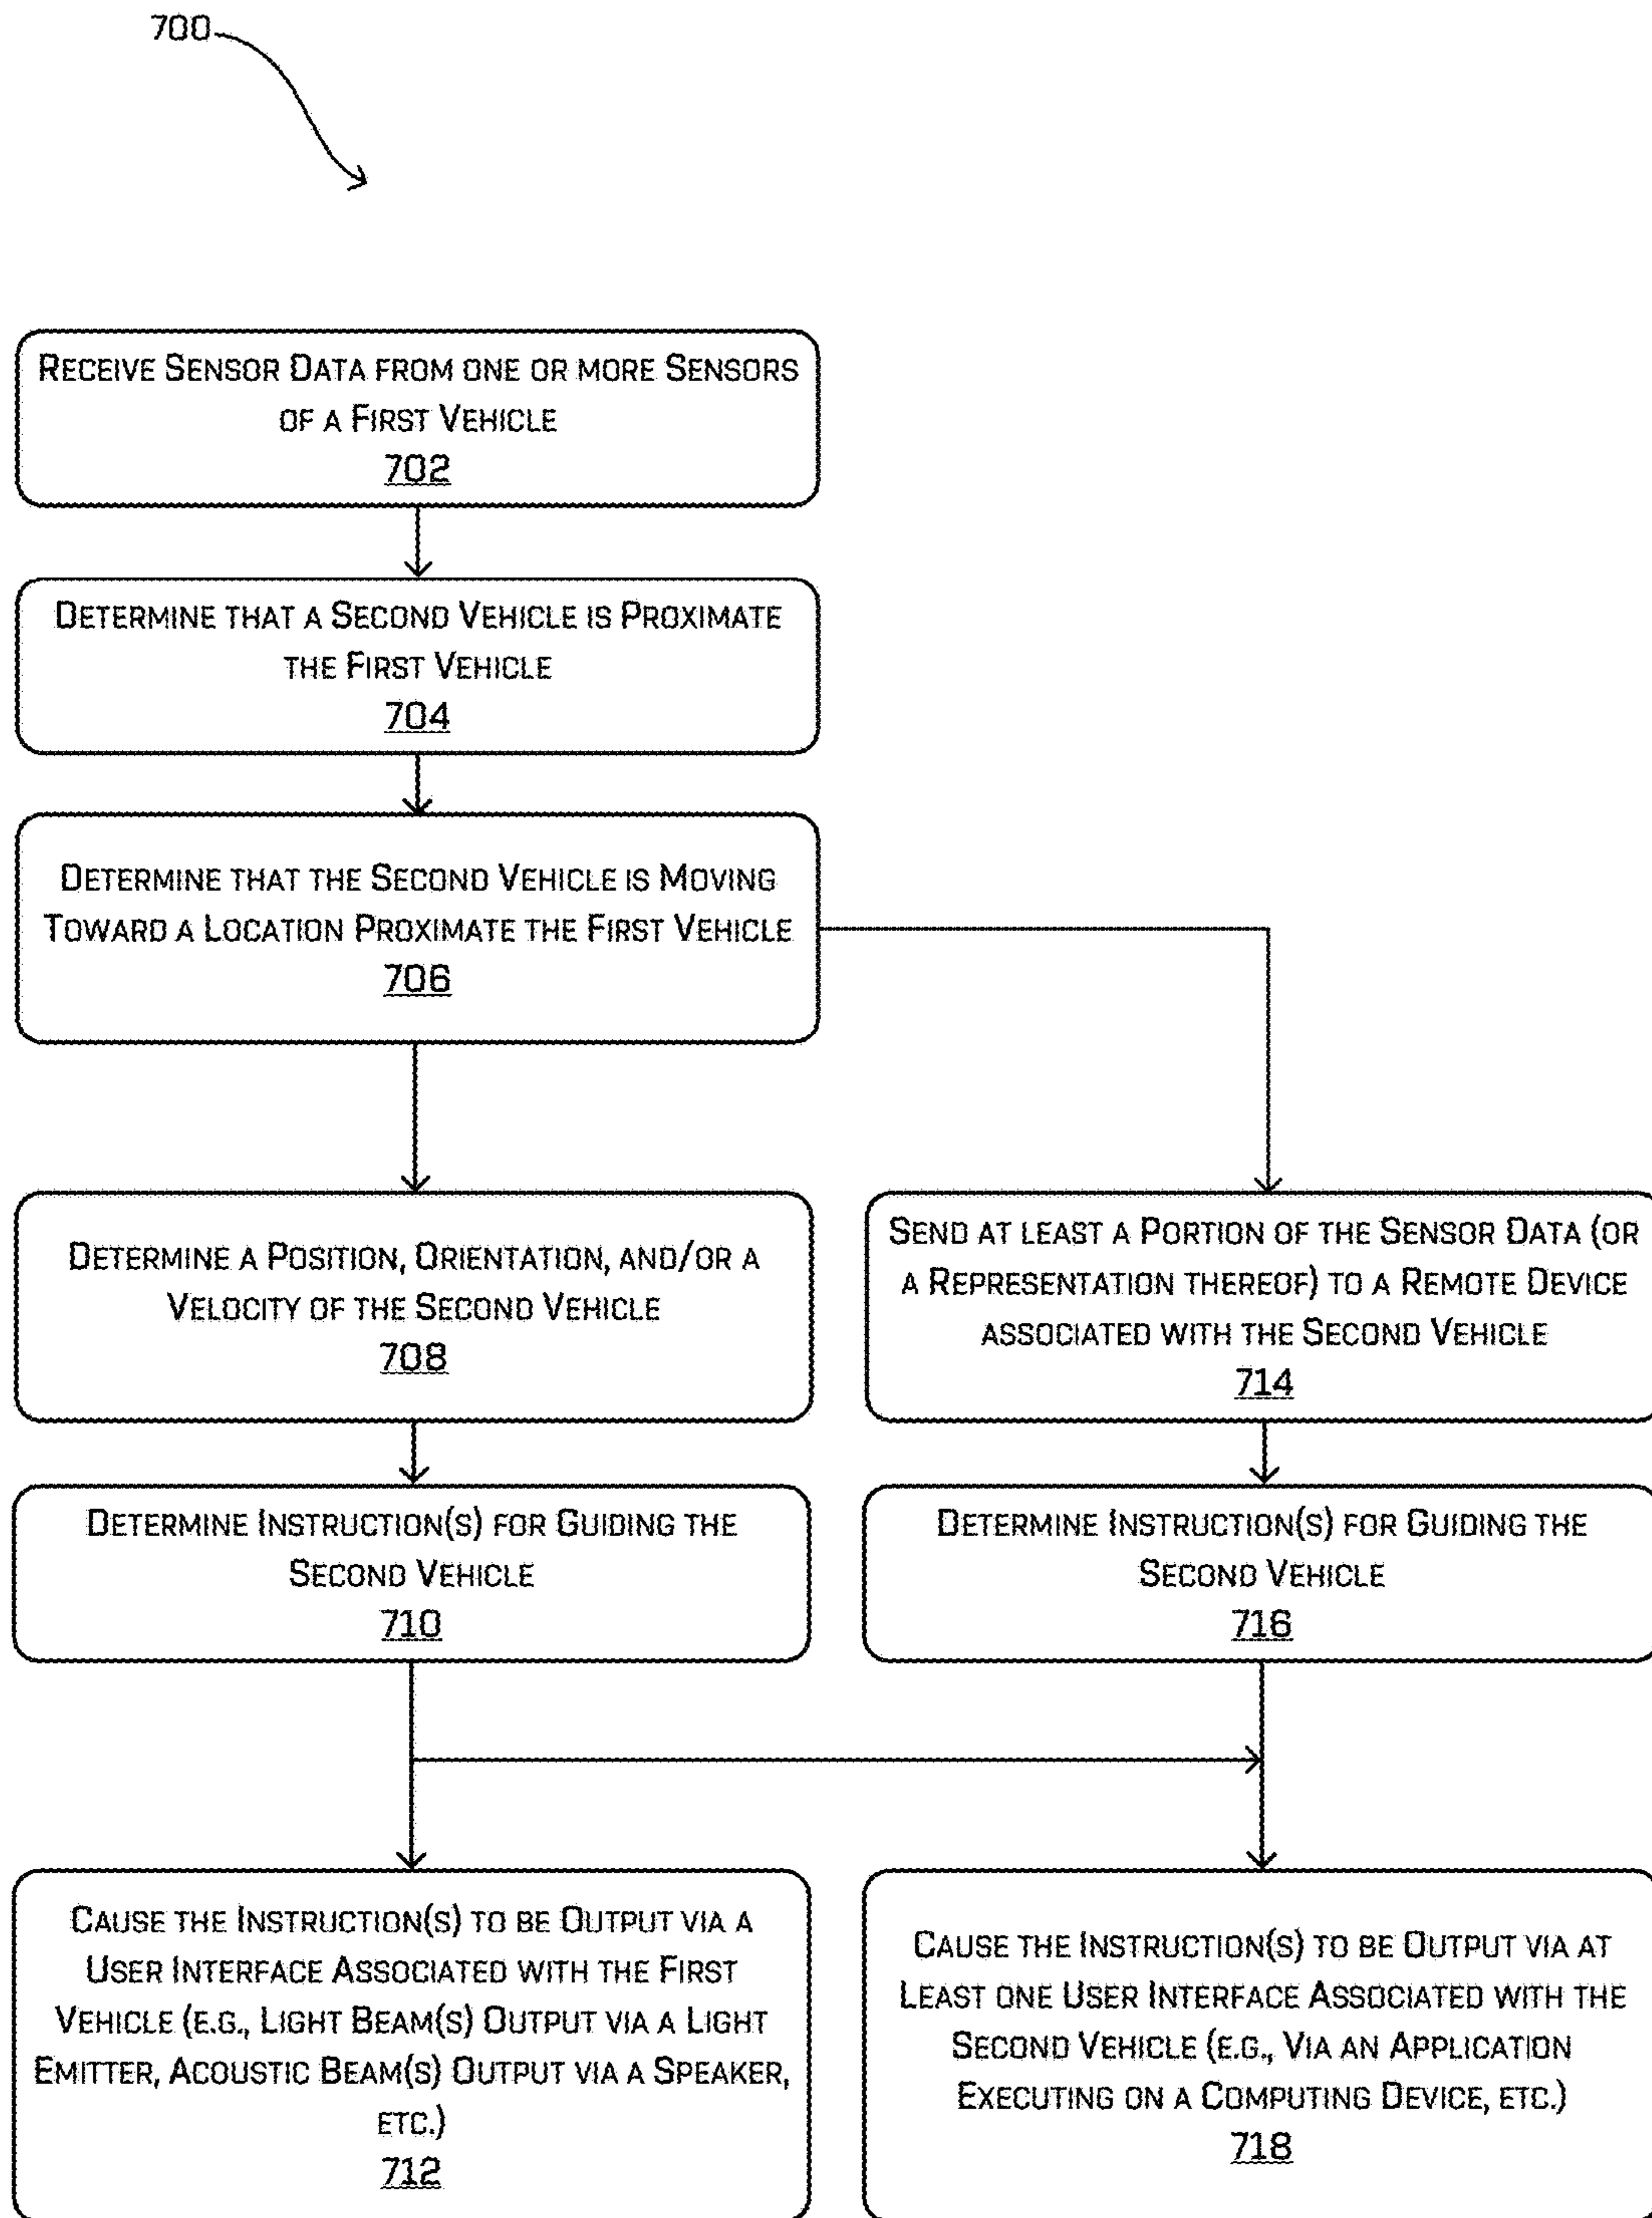 700
RECEIVE SENSOR DATA FROM ONE OR MORE SENSORS
OF A FIRST VEHICLE
702
DETERMINE THAT A SECOND VEHICLE IS PROXIMATE
THE FIRST VEHICLE
704
DETERMINE THAT THE SECOND VEHICLE IS MOVING
TOWARD A LOCATION PROXIMATE THE FIRST VEHICLE
706
DETERMINE A POSITION, ORIENTATION, AND/OR A
VELOCITY OF THE SECOND VEHICLE
708
SEND AT LEAST A PORTION OF THE SENSOR DATA (OR
A REPRESENTATION THEREOF) TO A REMOTE DEVICE
ASSOCIATED WITH THE SECOND VEHICLE
714
DETERMINE INSTRUCTION(S) FOR GUIDING THE
SECOND VEHICLE
710
DETERMINE INSTRUCTION(S) FOR GUIDING THE
SECOND VEHICLE
716
CAUSE THE INSTRUCTION(S) TO BE OUTPUT VIA A
USER INTERFACE ASSOCIATED WITH THE FIRST
VEHICLE (E.G., LIGHT BEAM(S) OUTPUT VIA A LIGHT
EMITTER, ACOUSTIC BEAM(S) OUTPUT VIA A SPEAKER,
ETC.)
712
CAUSE THE INSTRUCTION(S) TO BE OUTPUT VIA AT
LEAST ONE USER INTERFACE ASSOCIATED WITH THE
SECOND VEHICLE (E.G., VIA AN APPLICATION
EXECUTING ON A COMPUTING DEVICE, ETC.)
718